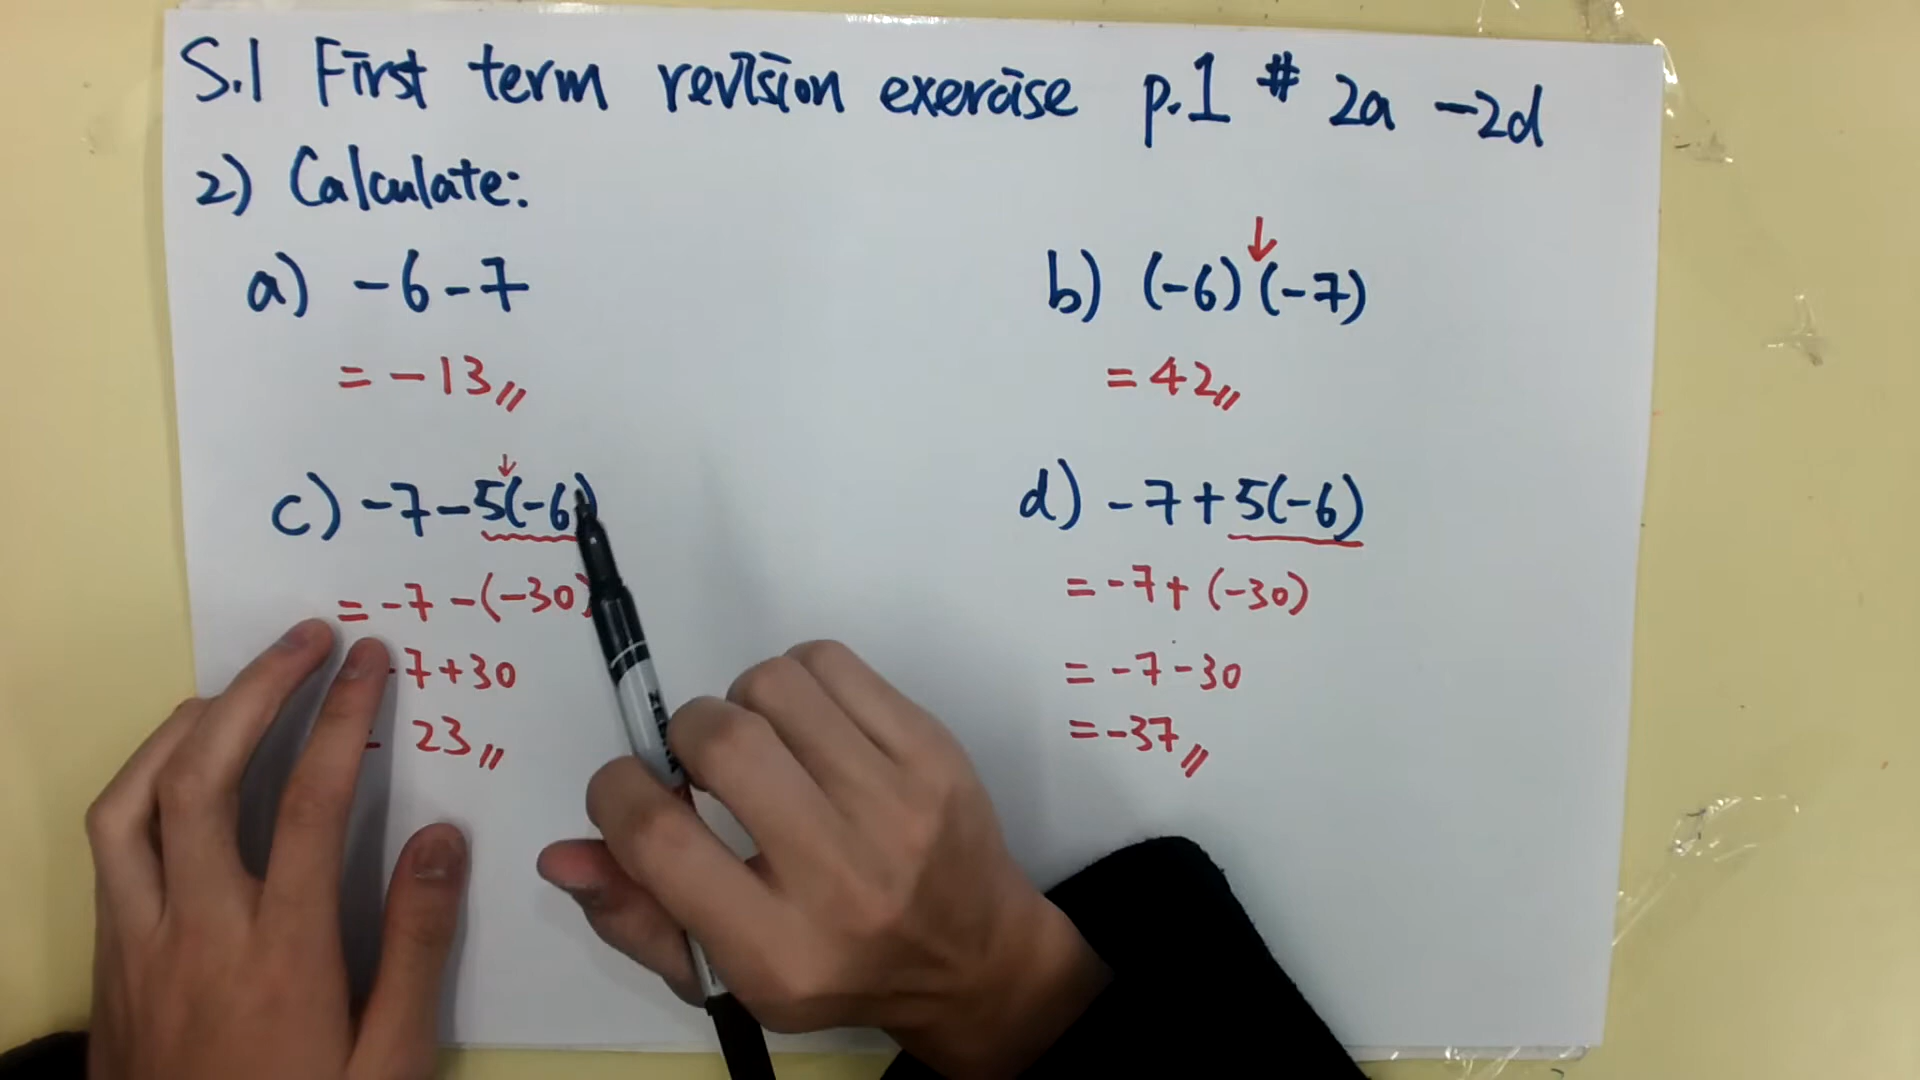 S.1 First term revision exercise p.1 # 2a - 2d
2) Calculate:
a) -6-7
= -13
b) (-6)(-7)
= 42
c) -7-5(-6)
= -7-(-30)
-7+30
= 23
d) -7+5(-6)
= -7+(-30)
= -7-30
= -37